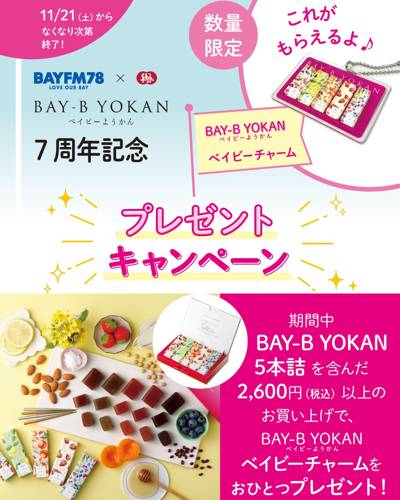 11/21(土)から
なくなり次第
終了!
数量
限定
これが
もらえるよ♪
BAY-B YOKAN
BAYFM78
LOVE OUR BAY
×
BAY-B YOKAN
ベイビーようかん
7周年記念
BAY-B YOKAN
ベイビーようかん
ベイビーチャーム
プレゼント
キャンペーン
期間中
BAY-B YOKAN
5本詰を含んだ
2,600円(税込)以上の
お買い上げで、
BAY-B YOKAN
ベイビーようかん
ベイビーチャームを
おひとつプレゼント!